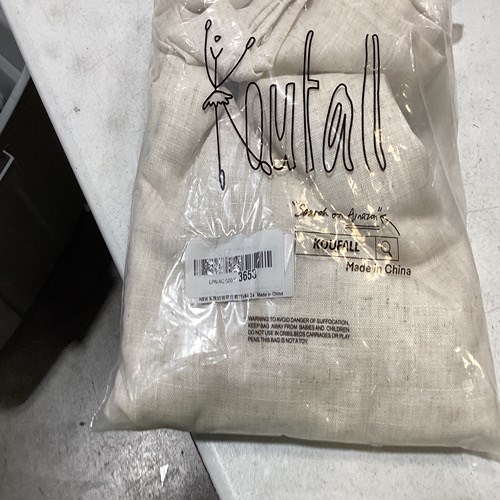 Koufall
"Search on Amazon"
KOUFALL
Made in China
3653
Made in China
WARNING:TO AVOID DANGER OF SUFFOCATION,
KEEP BAG AWAY FROM BABIES AND CHILDREN
DO NOT USE IN CRIBS,BEDS CARRIAGES OR PLAY
PENS.THIS BAG IS NOT A TOY.